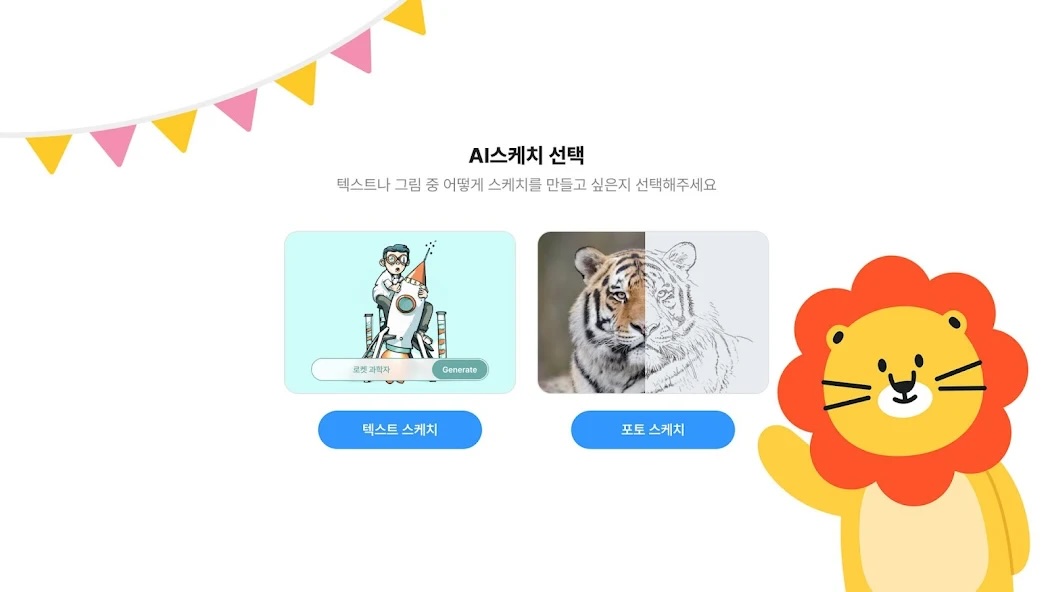 AI스케치 선택
텍스트나 그림 중 어떻게 스케치를 만들고 싶은지 선택해주세요
로켓 과학자
Generate
텍스트 스케치
포토 스케치